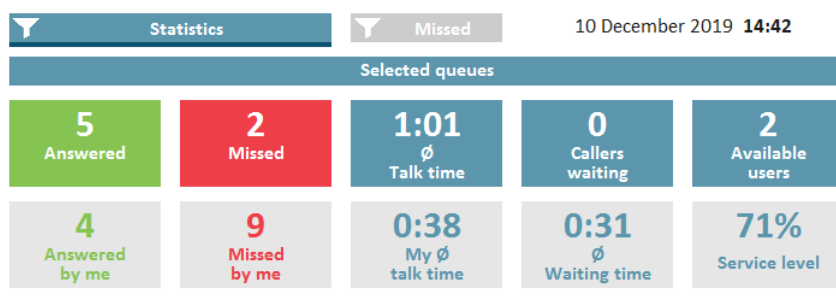 Statistics
Missed
10 December 2019 14:42
Selected queues
5
Answered
2
Missed
1:01
Ø
Talk time
0
Callers
waiting
2
Available
users
4
Answered
by me
9
Missed
by me
0:38
My Ø
talk time
0:31
Ø
Waiting time
71%
Service level